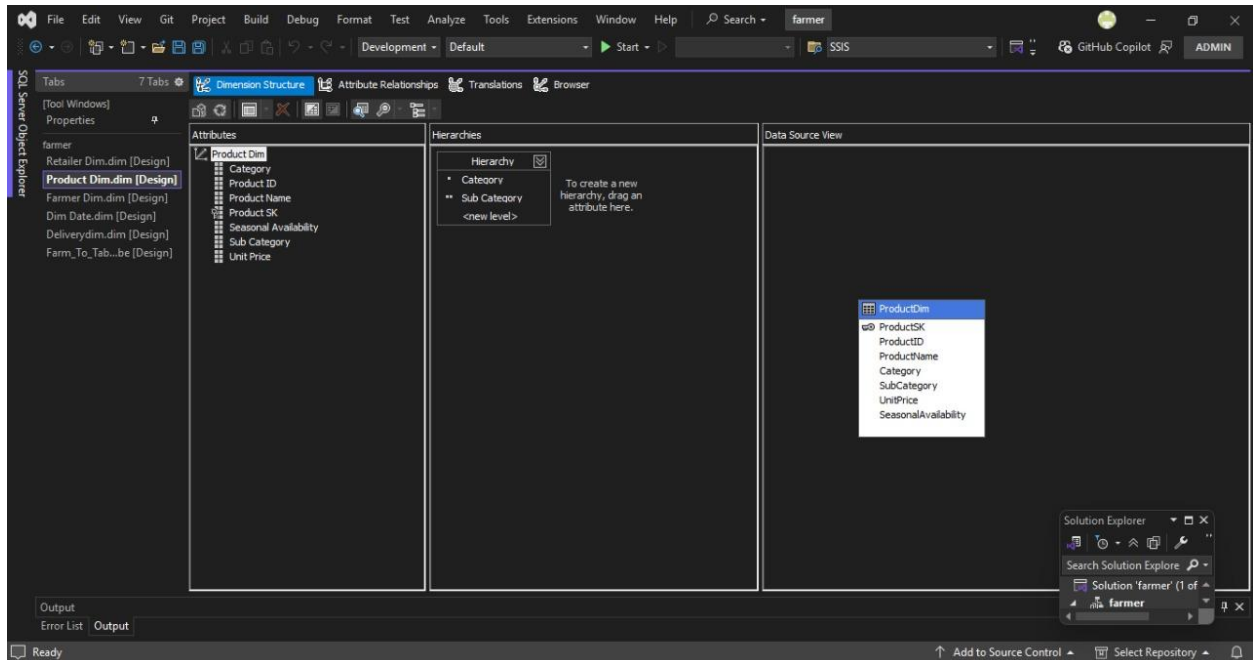 File Edit View Git Project Build Debug Format Test Analyze Tools Extensions Window Help Search farmer
Development Default Start SSIS GitHub Copilot ADMIN
SQL Server Object Explorer
Tabs 7 Tabs
[Tool Windows]
Properties
farmer
Retailer Dim.dim [Design]
Product Dim.dim [Design]
Farmer Dim.dim [Design]
Dim Date.dim [Design]
Deliverydim.dim [Design]
Farm_To_Tab...be [Design]
Dimension Structure Attribute Relationships Translations Browser
Attributes
Product Dim
Category
Product ID
Product Name
Product SK
Seasonal Availability
Sub Category
Unit Price
Hierarchies
Hierarchy
Category
Sub Category
<new level>
To create a new
hierarchy, drag an
attribute here.
Data Source View
ProductDim
ProductSK
ProductID
ProductName
Category
SubCategory
UnitPrice
SeasonalAvailability
Solution Explorer
Search Solution Explore
Solution 'farmer' (1 of
farmer
Output
Error List Output
Ready Add to Source Control Select Repository